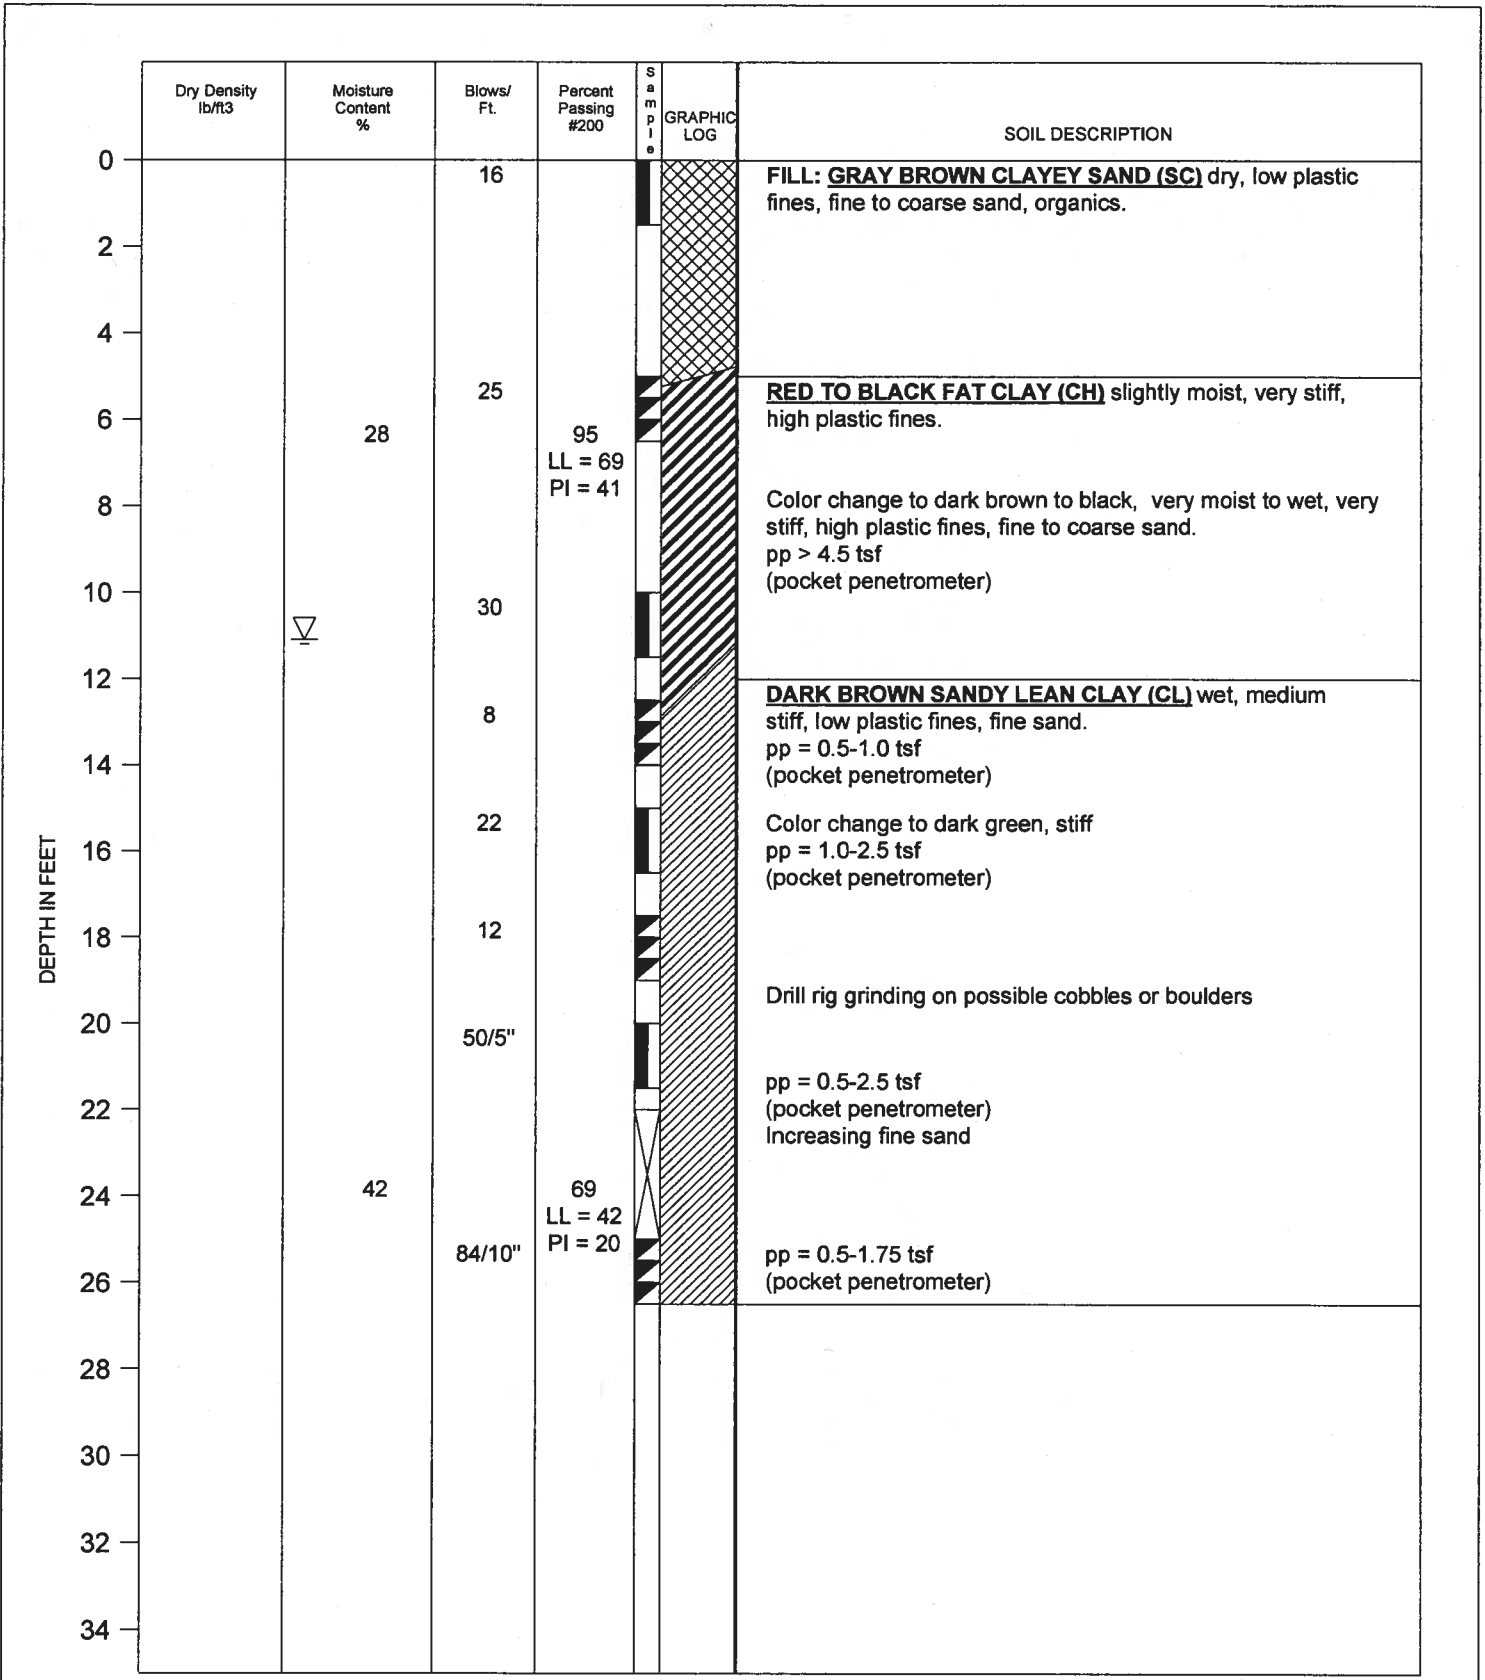 Dry Density
lb/ft3
Moisture
Content
%
Blows/
Ft.
Percent
Passing
#200
Sample
GRAPHIC
LOG
SOIL DESCRIPTION
DEPTH IN FEET
0
16
FILL: GRAY BROWN CLAYEY SAND (SC) dry, low plastic
fines, fine to coarse sand, organics.
2
4
25
RED TO BLACK FAT CLAY (CH) slightly moist, very stiff,
high plastic fines.
6
28
95
LL = 69
PI = 41
8
Color change to dark brown to black, very moist to wet, very
stiff, high plastic fines, fine to coarse sand.
pp > 4.5 tsf
(pocket penetrometer)
10
30
12
DARK BROWN SANDY LEAN CLAY (CL) wet, medium
stiff, low plastic fines, fine sand.
8
pp = 0.5-1.0 tsf
(pocket penetrometer)
14
22
Color change to dark green, stiff
pp = 1.0-2.5 tsf
(pocket penetrometer)
16
12
18
Drill rig grinding on possible cobbles or boulders
20
50/5"
pp = 0.5-2.5 tsf
(pocket penetrometer)
Increasing fine sand
22
24
42
69
LL = 42
PI = 20
84/10"
pp = 0.5-1.75 tsf
(pocket penetrometer)
26
28
30
32
34